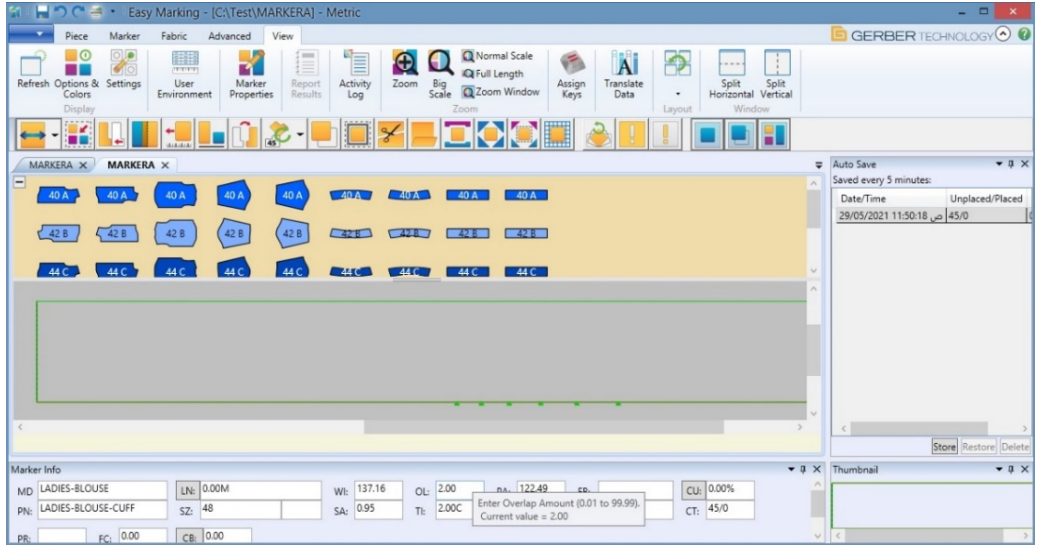 Easy Marking - [C:\Test\MARKERA] - Metric
Piece Marker Fabric Advanced View
GERBER TECHNOLOGY
Refresh Options & Colors Settings User Environment Marker Properties Report Results Activity Log Zoom Big Scale Normal Scale Full Length Zoom Window Assign Keys Translate Data Split Horizontal Split Vertical
Display Zoom Layout Window
45
MARKERA MARKERA
Auto Save
Saved every 5 minutes:
Date/Time Unplaced/Placed
29/05/2021 11:50:18 ص 45/0
40 A 40 A 40 A 40 A 40 A 40 A 40 A 40 A 40 A
42 B 42 B 42 B 42 B 42 B 42 B 42 B 42 B 42 B
44 C 44 C 44 C 44 C 44 C 44 C 44 C 44 C 44 C
Store Restore Delete
Marker Info
Thumbnail
MD LADIES-BLOUSE LN: 0.00M WI: 137.16 OL: 2.00 122.49 CU: 0.00%
PN: LADIES-BLOUSE-CUFF SZ: 48 SA: 0.95 TI: 2.00C CT: 45/0
Enter Overlap Amount (0.01 to 99.99).
Current value = 2.00
PR: FC: 0.00 CB: 0.00